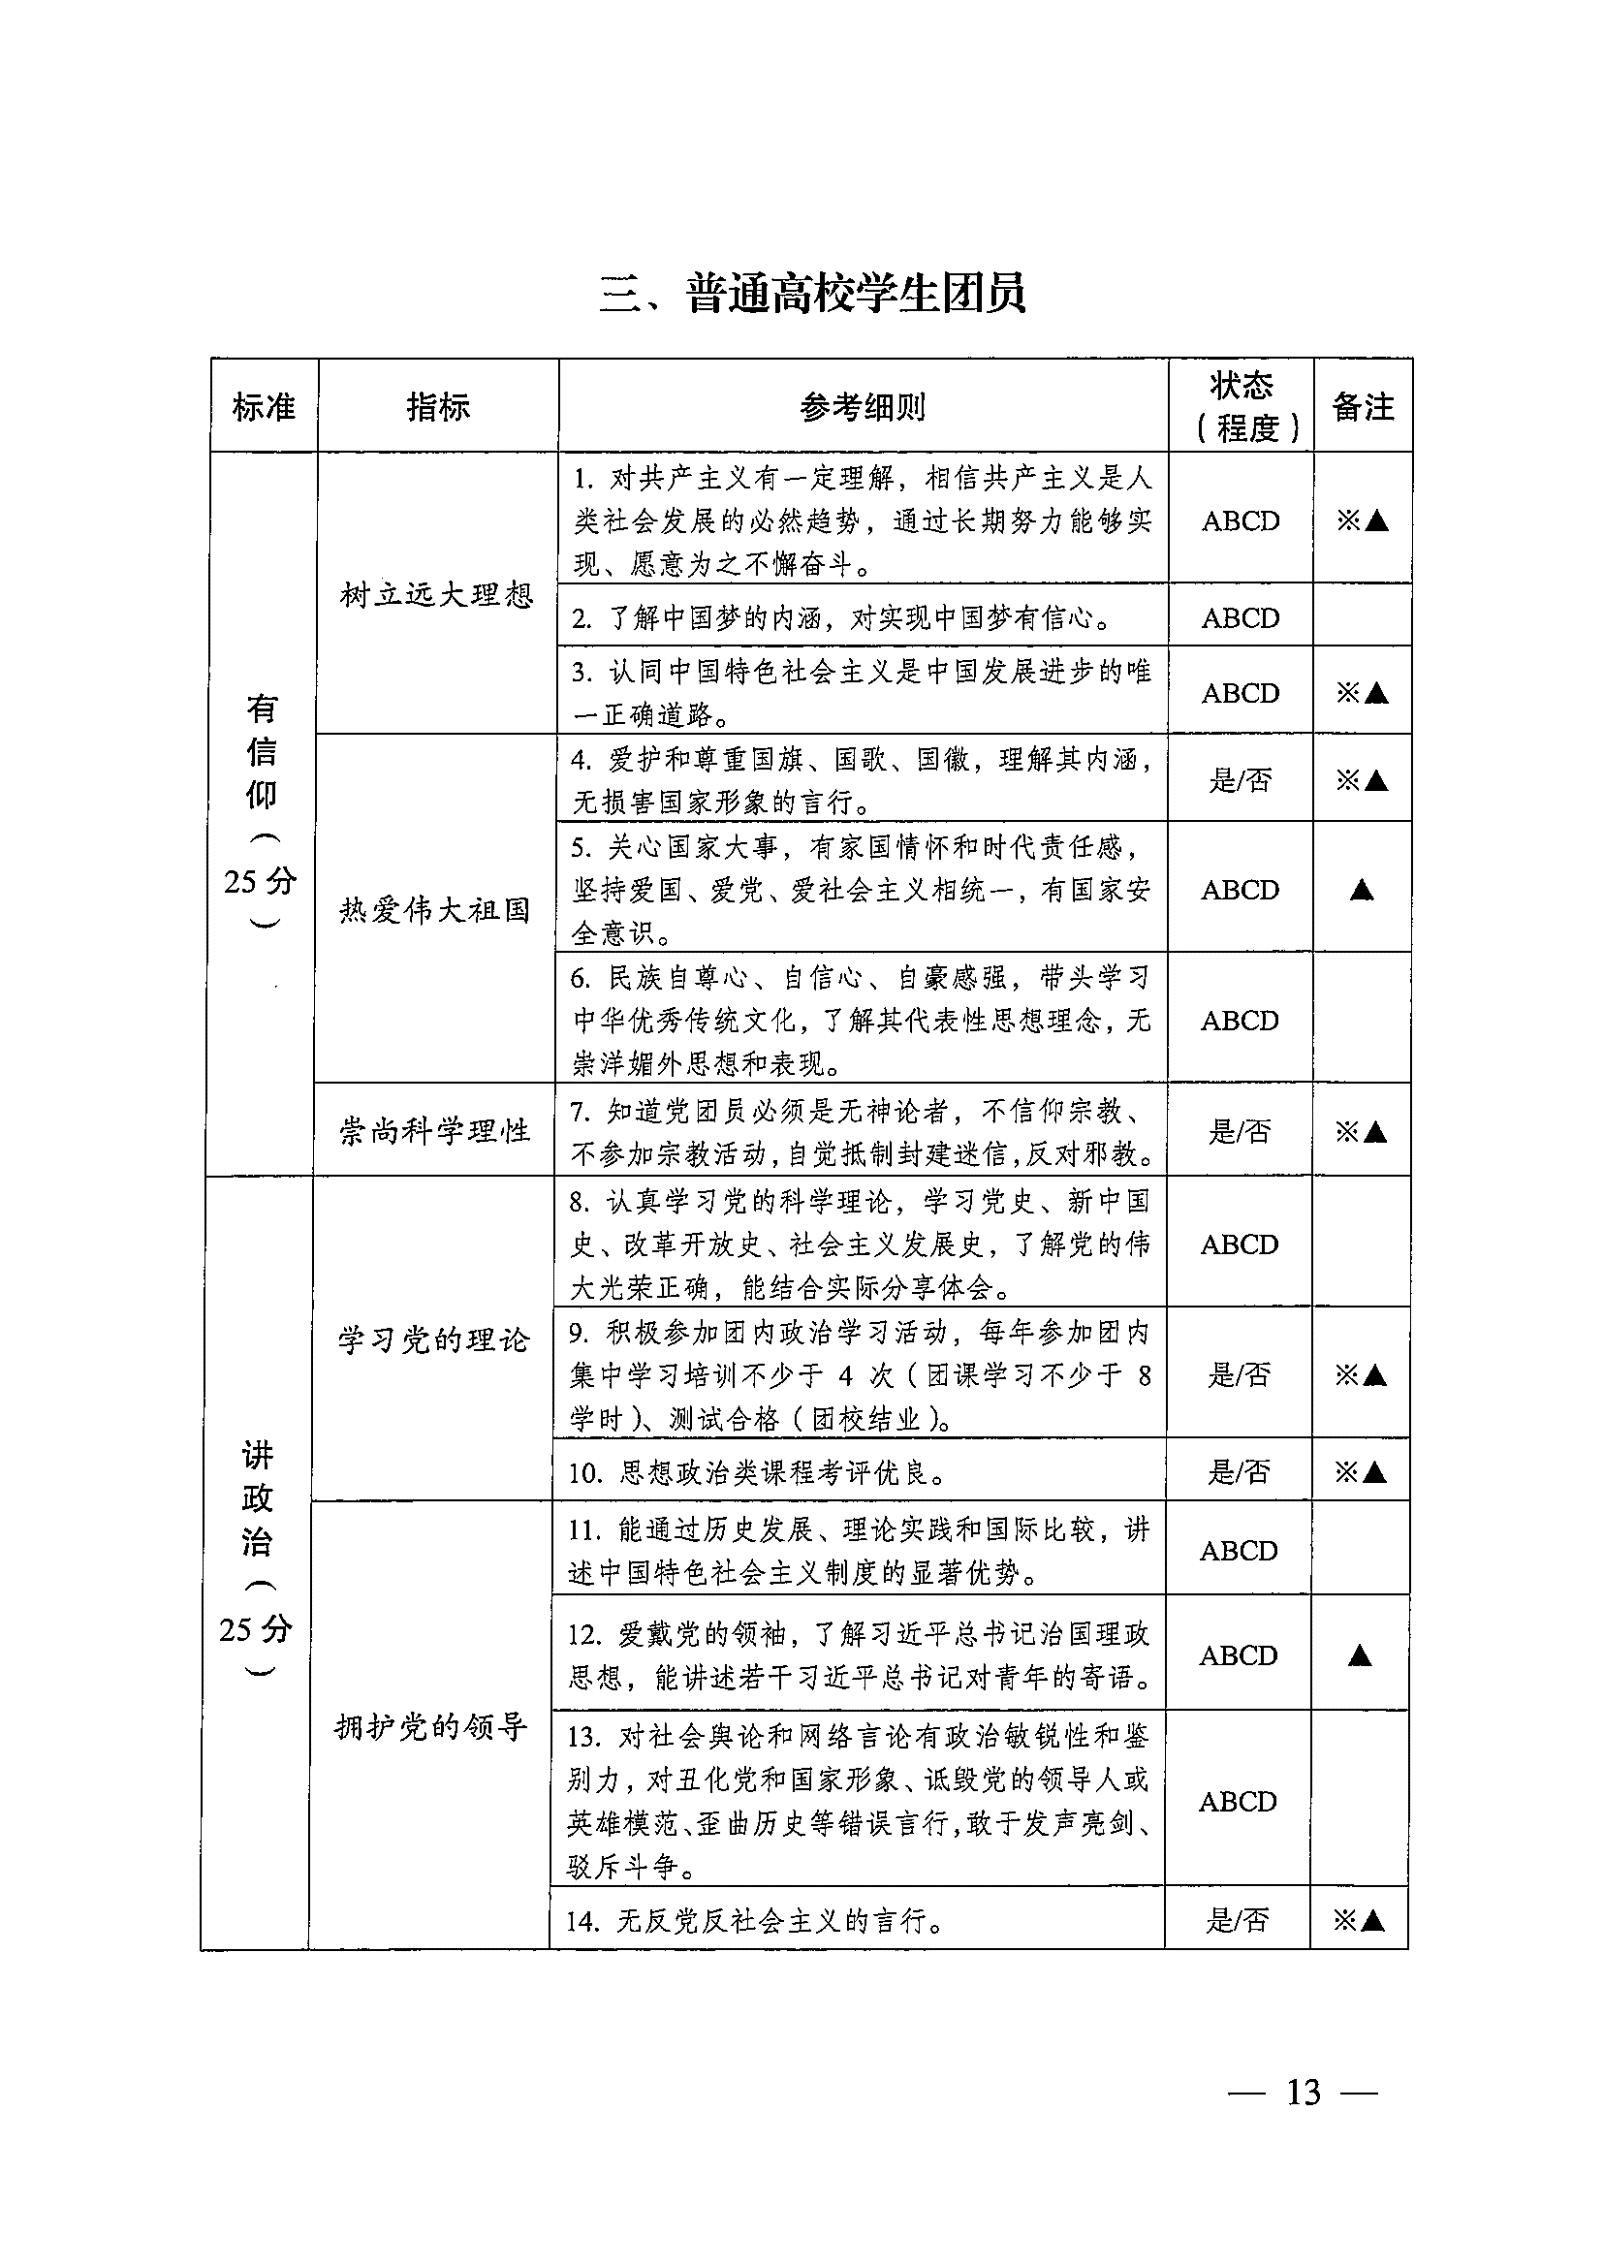 三、普通高校学生团员
标准 指标 参考细则 状态（程度） 备注
有信仰（25分）
树立远大理想
1. 对共产主义有一定理解，相信共产主义是人
类社会发展的必然趋势，通过长期努力能够实
现、愿意为之不懈奋斗。
ABCD ※▲
2. 了解中国梦的内涵，对实现中国梦有信心。
ABCD
3. 认同中国特色社会主义是中国发展进步的唯
一正确道路。
ABCD ※▲
热爱伟大祖国
4. 爱护和尊重国旗、国歌、国徽，理解其内涵，
无损害国家形象的言行。
是/否 ※▲
5. 关心国家大事，有家国情怀和时代责任感，
坚持爱国、爱党、爱社会主义相统一，有国家安
全意识。
ABCD ▲
6. 民族自尊心、自信心、自豪感强，带头学习
中华优秀传统文化，了解其代表性思想理念，无
崇洋媚外思想和表现。
ABCD
崇尚科学理性
7. 知道党团员必须是无神论者，不信仰宗教、
不参加宗教活动，自觉抵制封建迷信，反对邪教。
是/否 ※▲
讲政治（25分）
学习党的理论
8. 认真学习党的科学理论，学习党史、新中国
史、改革开放史、社会主义发展史，了解党的伟
大光荣正确，能结合实际分享体会。
ABCD
9. 积极参加团内政治学习活动，每年参加团内
集中学习培训不少于 4 次（团课学习不少于 8
学时）、测试合格（团校结业）。
是/否 ※▲
10. 思想政治类课程考评优良。
是/否 ※▲
拥护党的领导
11. 能通过历史发展、理论实践和国际比较，讲
述中国特色社会主义制度的显著优势。
ABCD
12. 爱戴党的领袖，了解习近平总书记治国理政
思想，能讲述若干习近平总书记对青年的寄语。
ABCD ▲
13. 对社会舆论和网络言论有政治敏锐性和鉴
别力，对丑化党和国家形象、诋毁党的领导人或
英雄模范、歪曲历史等错误言行，敢于发声亮剑、
驳斥斗争。
ABCD
14. 无反党反社会主义的言行。
是/否 ※▲
— 13 —